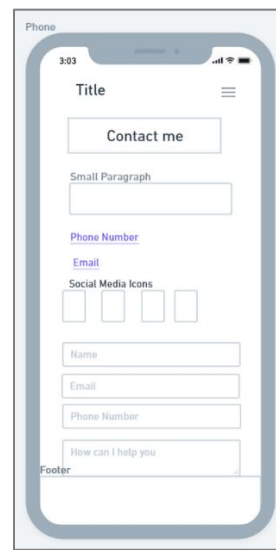 Phone
3:03
Title
Contact me
Small Paragraph
Phone Number
Email
Social Media Icons
Name
Email
Phone Number
How can I help you
Footer